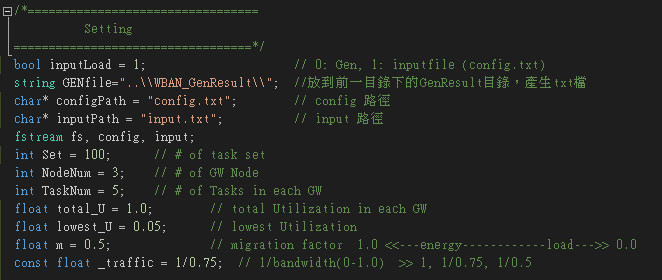 /*=================================
Setting
==================================*/
bool inputLoad = 1; // 0: Gen, 1: inputfile (config.txt)
string GENfile="..\\WBAN_GenResult\\"; //放到前一目錄下的GenResult目錄，產生txt檔
char* configPath = "config.txt"; // config 路徑
char* inputPath = "input.txt"; // input 路徑
fstream fs, config, input;
int Set = 100; // # of task set
int NodeNum = 3; // # of GW Node
int TaskNum = 5; // # of Tasks in each GW
float total_U = 1.0; // total Utilization in each GW
float lowest_U = 0.05; // lowest Utilization
float m = 0.5; // migration factor 1.0 <<---energy------------load--->> 0.0
const float _traffic = 1/0.75; // 1/bandwidth(0-1.0) >> 1, 1/0.75, 1/0.5